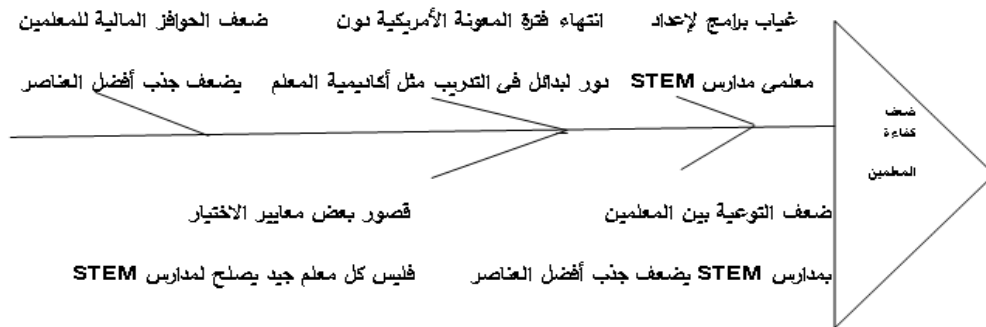 غياب برامج لإعداد
معلمى مدارس STEM
انتهاء فترة المعونة الأمريكية دون
دور لبدائل فى التدريب مثل أكاديمية المعلم
ضعف الحوافز المالية للمعلمين
يضعف جذب أفضل العناصر
ضعف
كفاءة
المعلمين
ضعف التوعية بين المعلمين
بمدارس STEM يضعف جذب أفضل العناصر
قصور بعض معايير الاختيار
فليس كل معلم جيد يصلح لمدارس STEM